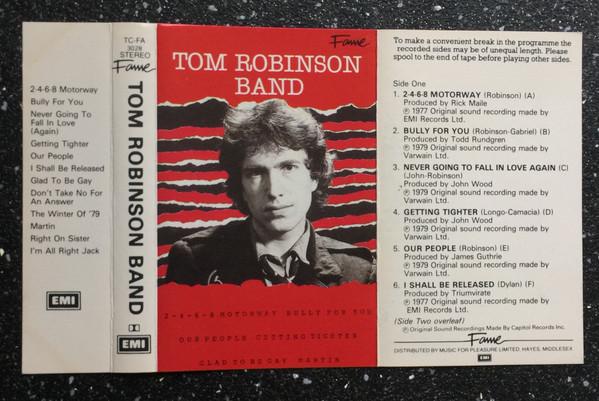 2-4-6-8 Motorway
Bully For You
Never Going To
Fall In Love
(Again)
Getting Tighter
Our People
I Shall Be Released
Glad To Be Gay
Don't Take No For
An Answer
The Winter Of '79
Martin
Right On Sister
I'm All Right Jack
EMI
TC-FA
3028
STEREO
Fame
TOM ROBINSON BAND
EMI
Fame
TOM ROBINSON
BAND
2-4-6-8 MOTORWAY BULLY FOR YOU
OUR PEOPLE GETTING TIGHTER
GLAD TO BE GAY MARTIN
To make a convenient break in the programme the
recorded sides may be of unequal length. Please
spool to the end of tape before playing other sides.
Side One
1. 2-4-6-8 MOTORWAY (Robinson) (A)
Produced by Rick Maile
℗ 1977 Original sound recording made by
EMI Records Ltd.
2. BULLY FOR YOU (Robinson-Gabriel) (B)
Produced by Todd Rundgren
℗ 1979 Original sound recording made by
Varwain Ltd.
3. NEVER GOING TO FALL IN LOVE AGAIN (C)
(John-Robinson)
Produced by John Wood
℗ 1979 Original sound recording made by
Varwain Ltd.
4. GETTING TIGHTER (Longo-Camacia) (D)
Produced by John Wood
℗ 1979 Original sound recording made by
Varwain Ltd.
5. OUR PEOPLE (Robinson) (E)
Produced by James Guthrie
℗ 1979 Original sound recording made by
Varwain Ltd.
6. I SHALL BE RELEASED (Dylan) (F)
Produced by Triumvirate
℗ 1977 Original sound recording made by
EMI Records Ltd.
(Side Two overleaf)
℗ Original Sound Recordings Made By Capitol Records Inc.
Fame
DISTRIBUTED BY MUSIC FOR PLEASURE LIMITED, HAYES, MIDDLESEX
EMI